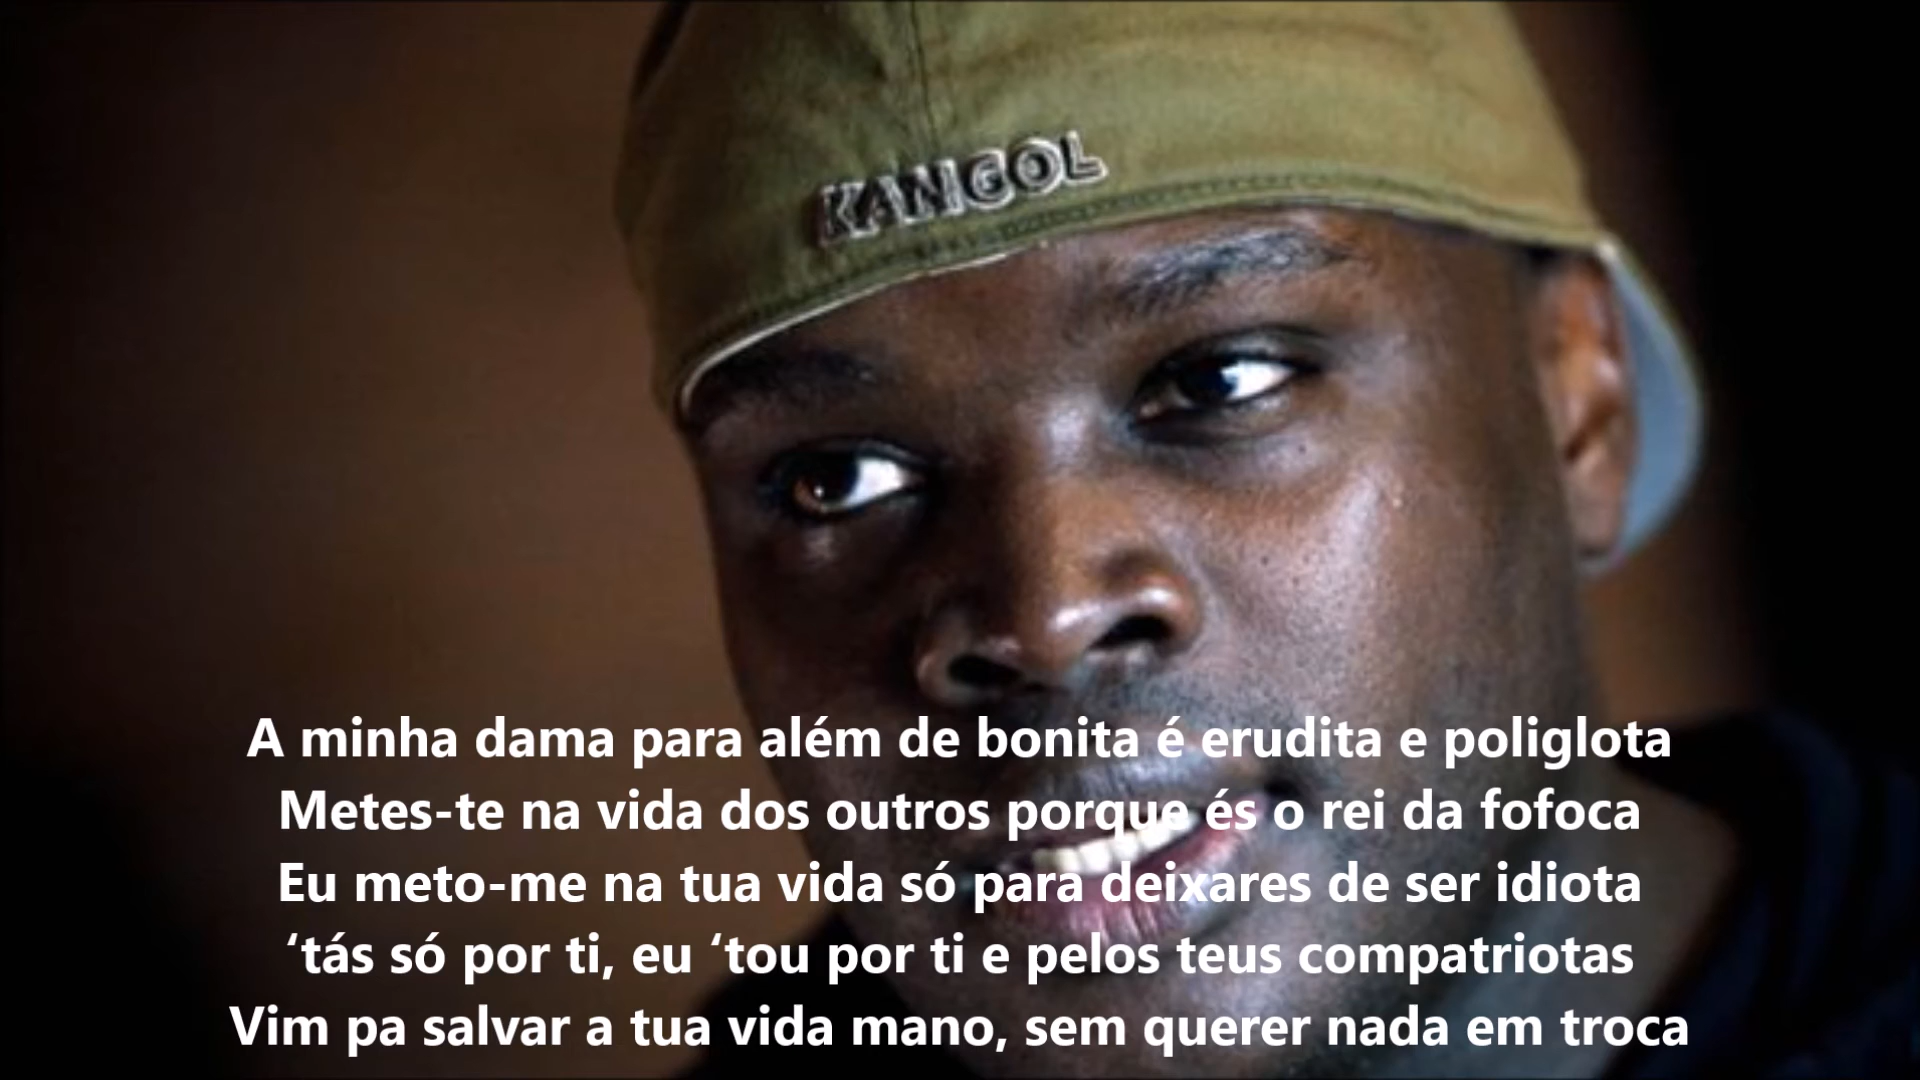 KANGOL
A minha dama para além de bonita é erudita e poliglota
Metes-te na vida dos outros porque és o rei da fofoca
Eu meto-me na tua vida só para deixares de ser idiota
‘tás só por ti, eu ‘tou por ti e pelos teus compatriotas
Vim pa salvar a tua vida mano, sem querer nada em troca